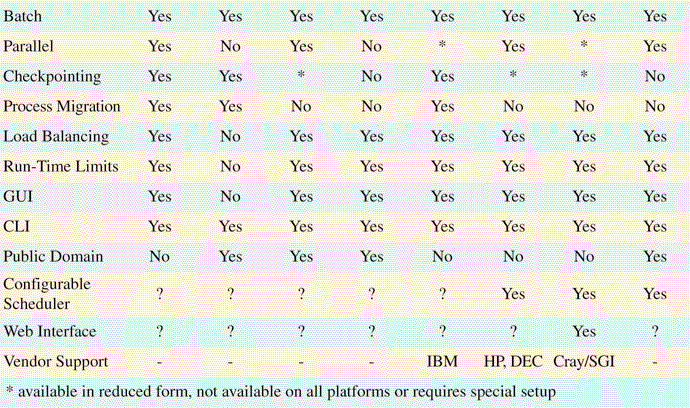 Batch Yes Yes Yes Yes Yes Yes Yes Yes
Parallel Yes No Yes No * Yes * Yes
Checkpointing Yes Yes * No Yes * * No
Process Migration Yes Yes No No Yes No No No
Load Balancing Yes No Yes Yes Yes Yes Yes Yes
Run-Time Limits Yes No Yes Yes Yes Yes Yes Yes
GUI Yes No Yes Yes Yes Yes Yes Yes
CLI Yes Yes Yes Yes Yes Yes Yes Yes
Public Domain No Yes Yes Yes No No No Yes
Configurable
Scheduler ? ? ? ? ? Yes Yes Yes
Web Interface ? ? ? ? ? ? Yes ?
Vendor Support - - - - IBM HP, DEC Cray/SGI -
* available in reduced form, not available on all platforms or requires special setup